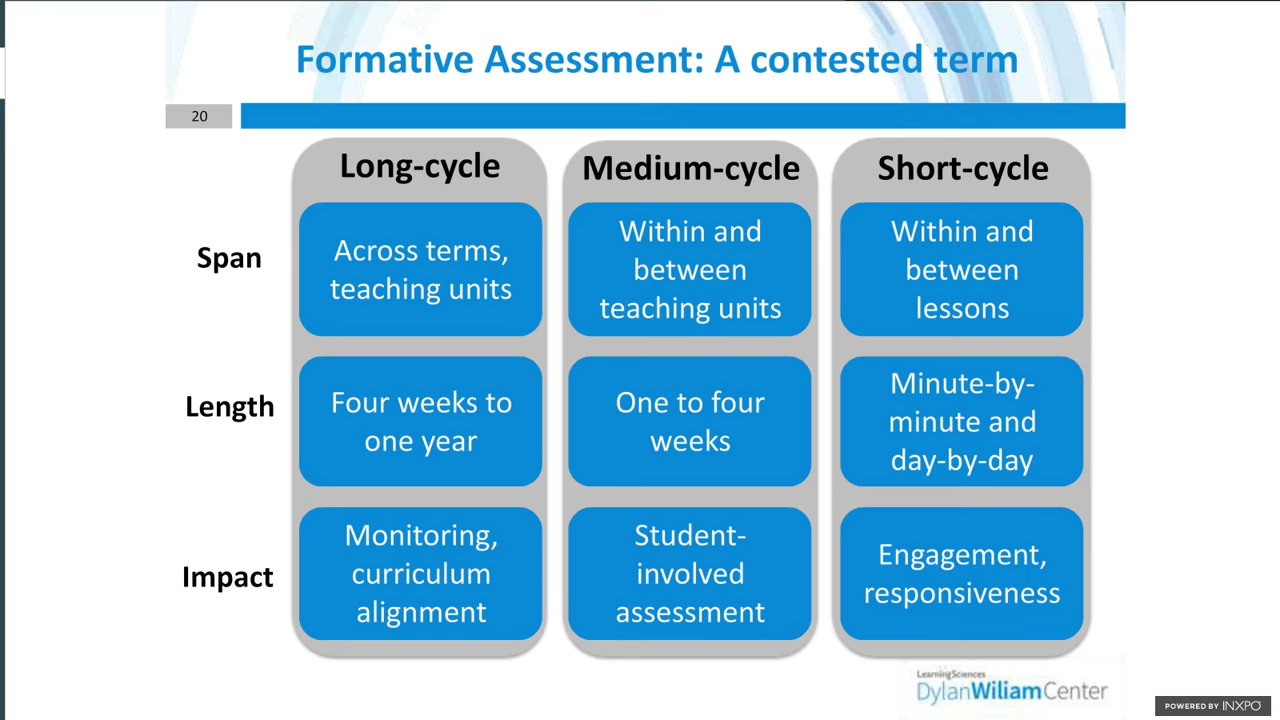 Formative Assessment: A contested term
20
Long-cycle
Medium-cycle
Short-cycle
Span
Across terms,
teaching units
Within and
between
teaching units
Within and
between
lessons
Length
Four weeks to
one year
One to four
weeks
Minute-by-
minute and
day-by-day
Impact
Monitoring,
curriculum
alignment
Student-
involved
assessment
Engagement,
responsiveness
LearningSciences
DylanWiliamCenter
POWERED BY INXPO